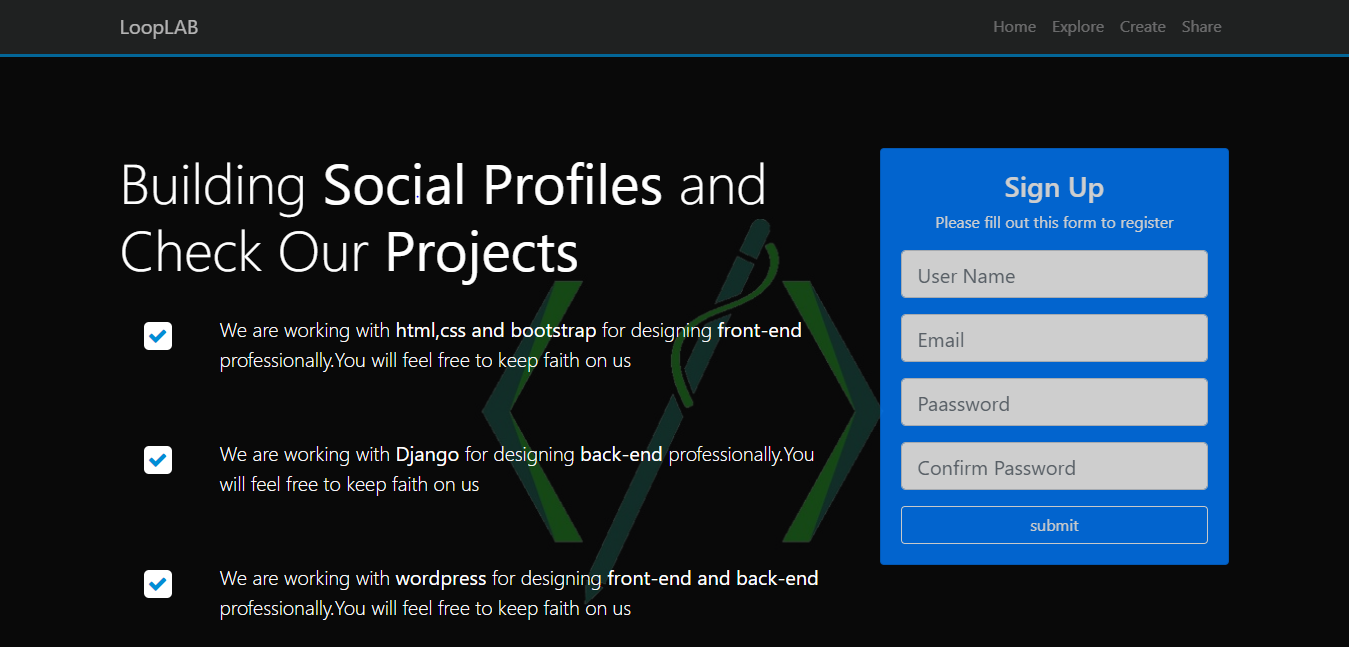 LoopLAB
Home Explore Create Share
Building Social Profiles and
Check Our Projects
We are working with html,css and bootstrap for designing front-end
professionally.You will feel free to keep faith on us
We are working with Django for designing back-end professionally.You
will feel free to keep faith on us
We are working with wordpress for designing front-end and back-end
professionally.You will feel free to keep faith on us
Sign Up
Please fill out this form to register
User Name
Email
Paassword
Confirm Password
submit